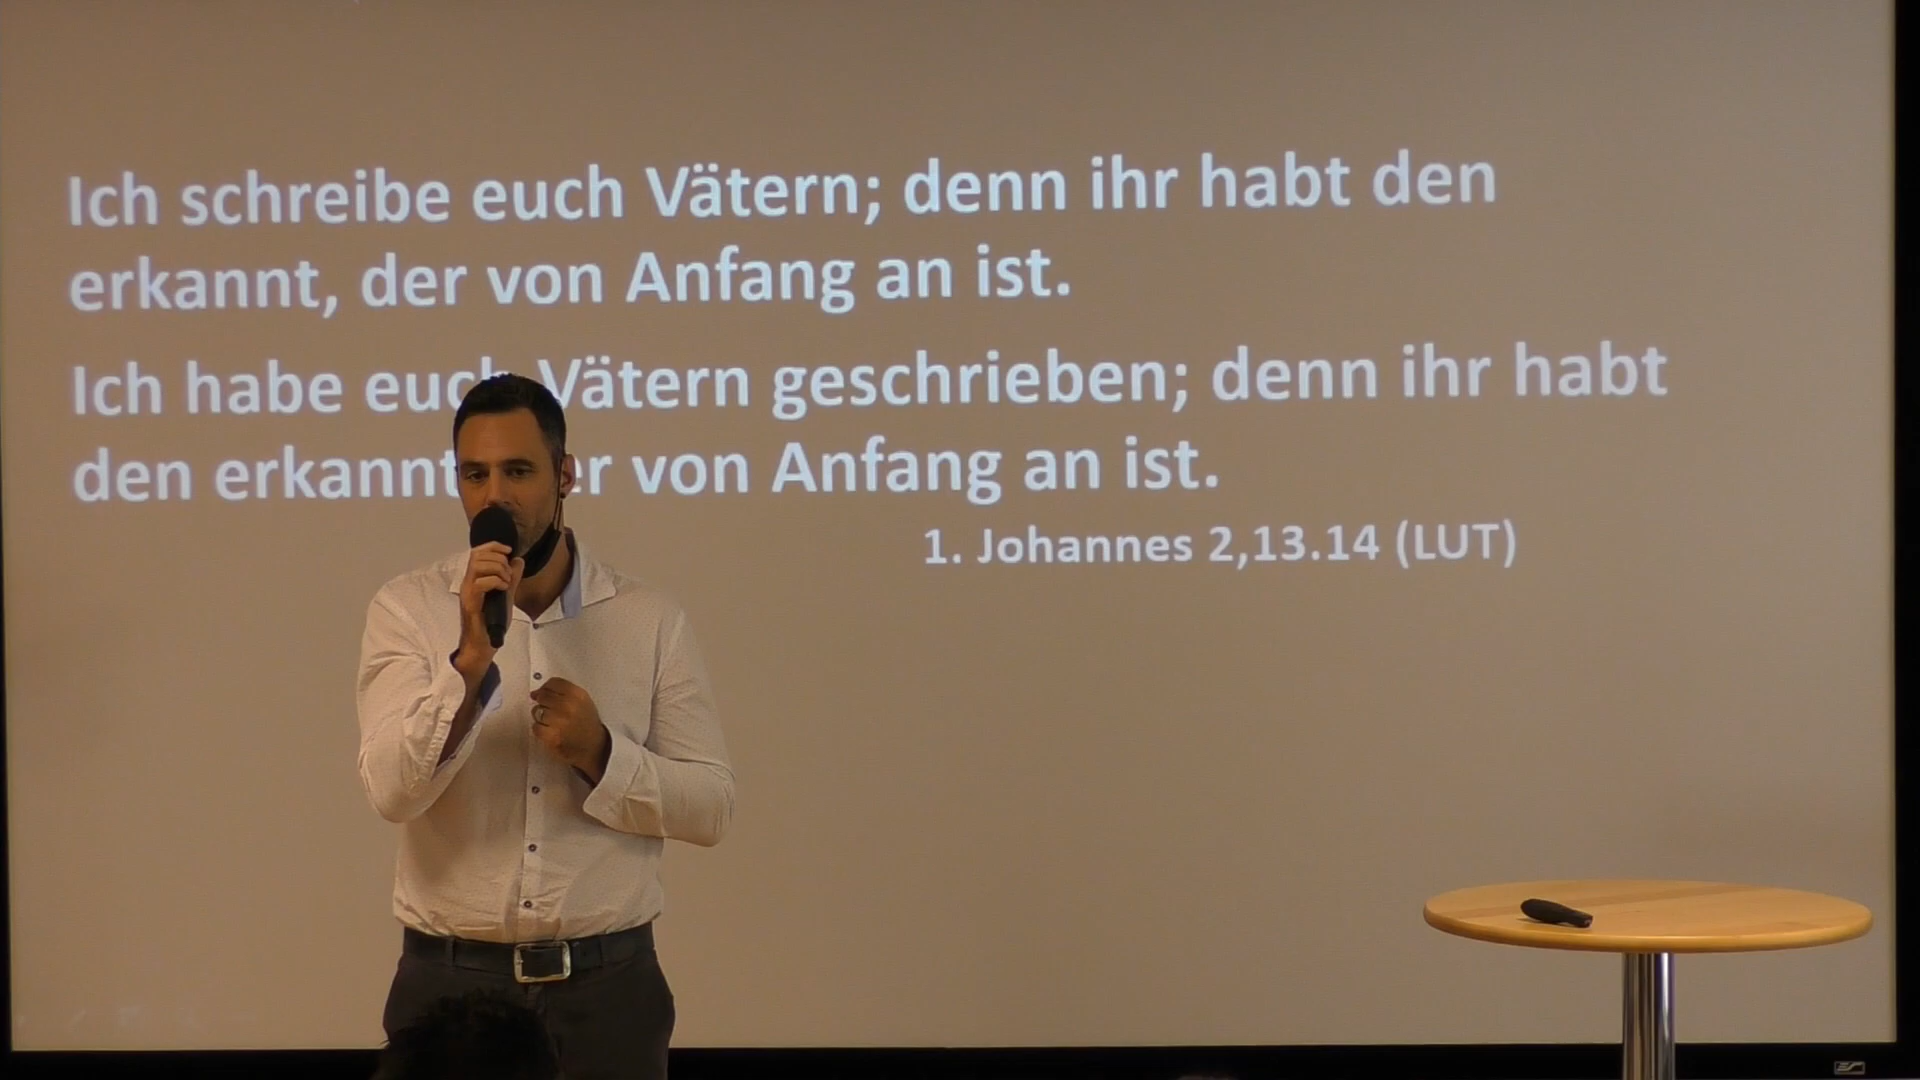 Ich schreibe euch Vätern; denn ihr habt den
erkannt, der von Anfang an ist.
Ich habe euch Vätern geschrieben; denn ihr habt
den erkannt von Anfang an ist.
1. Johannes 2,13.14 (LUT)